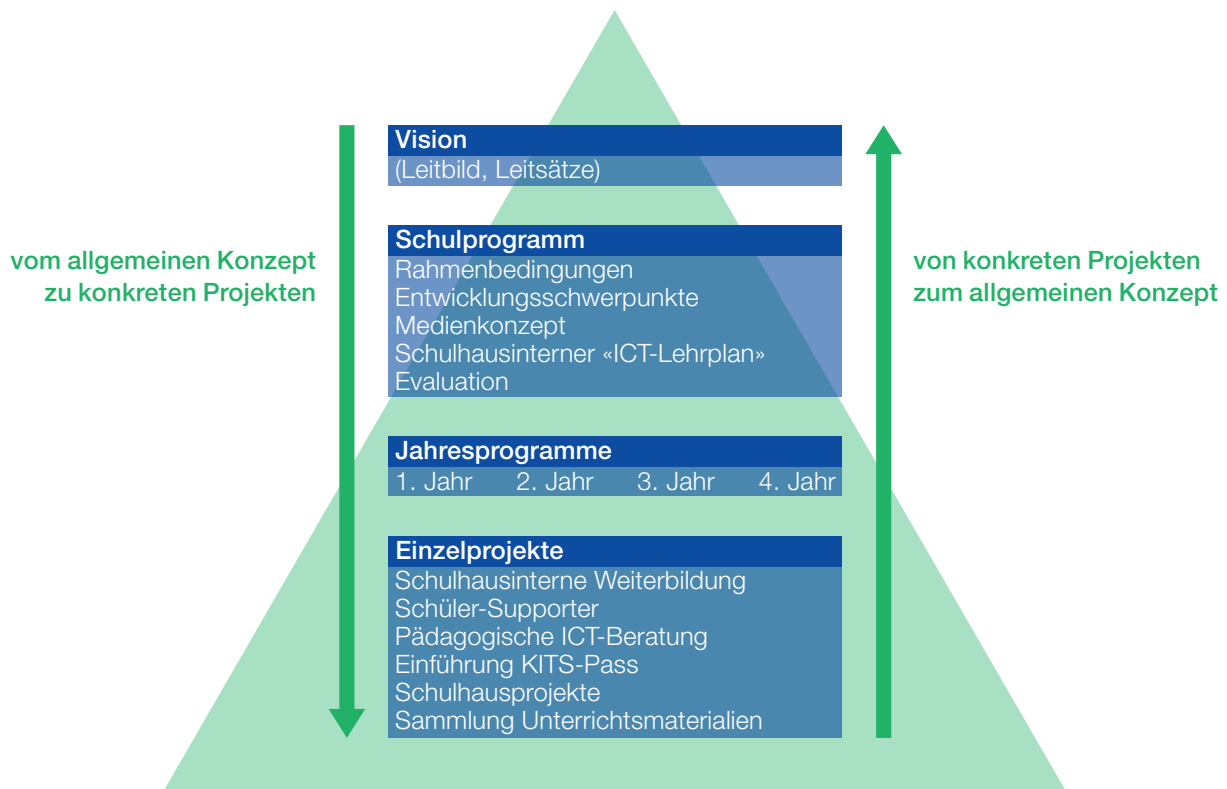 Vision
(Leitbild, Leitsätze)
vom allgemeinen Konzept
zu konkreten Projekten
Schulprogramm
Rahmenbedingungen
Entwicklungsschwerpunkte
Medienkonzept
Schulhausinterner «ICT-Lehrplan»
Evaluation
von konkreten Projekten
zum allgemeinen Konzept
Jahresprogramme
1. Jahr 2. Jahr 3. Jahr 4. Jahr
Einzelprojekte
Schulhausinterne Weiterbildung
Schüler-Supporter
Pädagogische ICT-Beratung
Einführung KITS-Pass
Schulhausprojekte
Sammlung Unterrichtsmaterialien